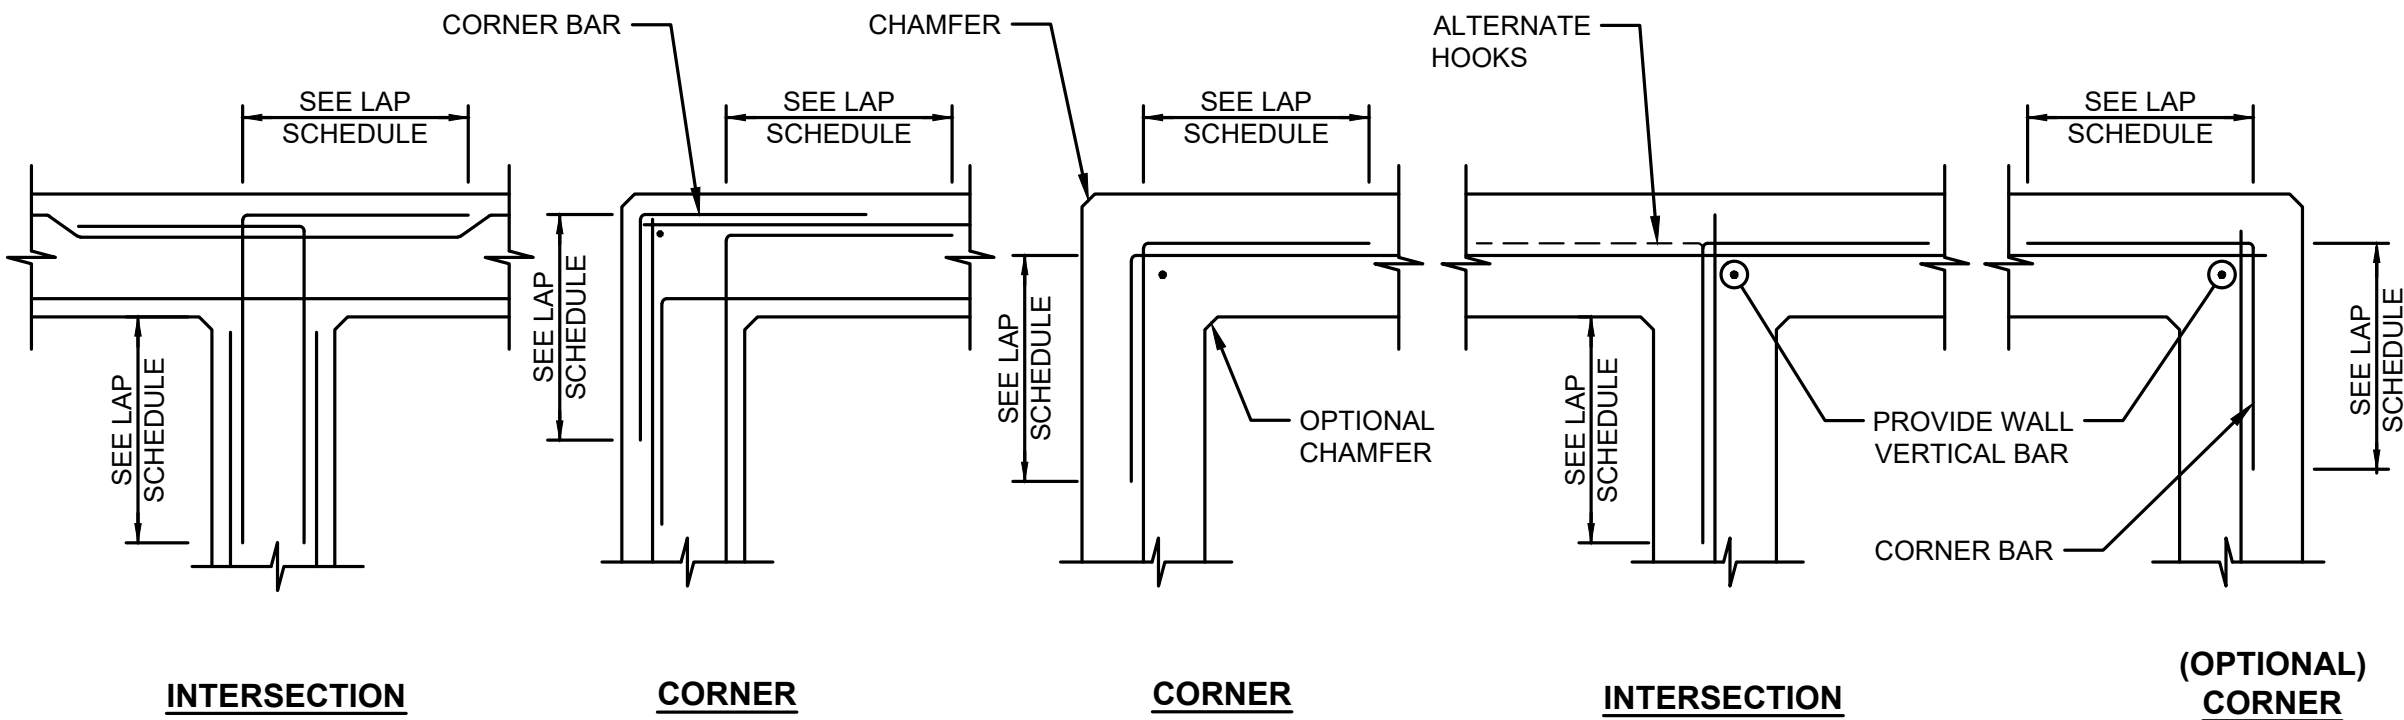 CORNER BAR
CHAMFER
ALTERNATE
HOOKS
SEE LAP
SCHEDULE
SEE LAP
SCHEDULE
SEE LAP
SCHEDULE
SEE LAP
SCHEDULE
SEE LAP
SCHEDULE
SEE LAP
SCHEDULE
SEE LAP
SCHEDULE
SEE LAP
SCHEDULE
SEE LAP
SCHEDULE
OPTIONAL
CHAMFER
PROVIDE WALL
VERTICAL BAR
CORNER BAR
INTERSECTION
CORNER
CORNER
INTERSECTION
(OPTIONAL)
CORNER